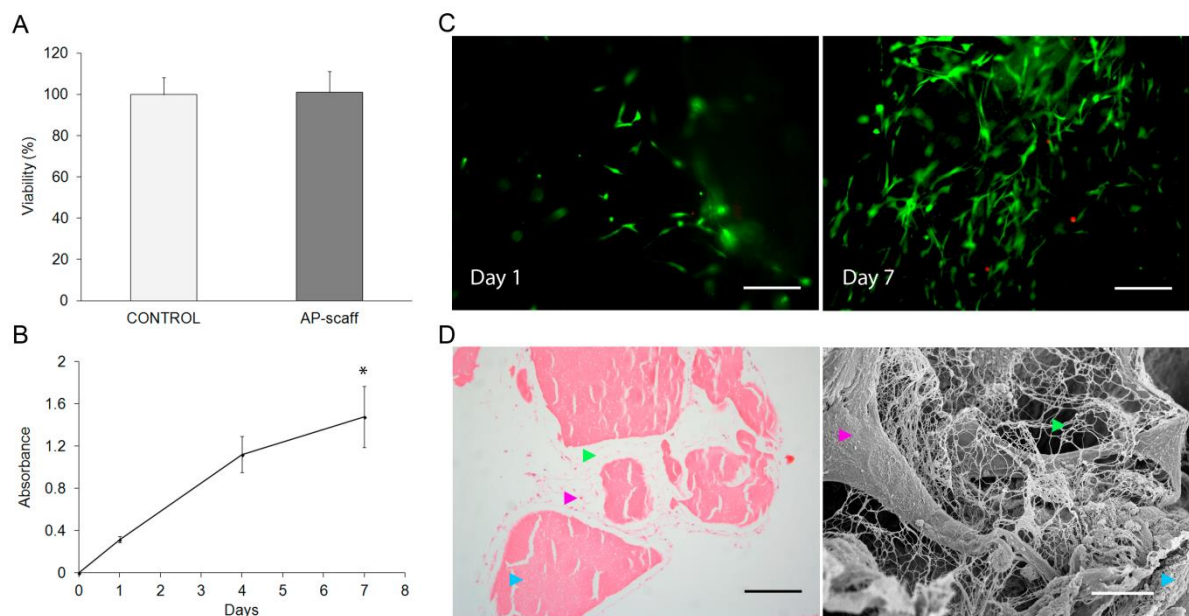 A
120
100
80
60
40
20
0
Viability (%)
CONTROL AP-scaff
B
2
1.6
1.2
0.8
0.4
0
Absorbance
*
0 1 2 3 4 5 6 7 8
Days
C
Day 1
Day 7
D